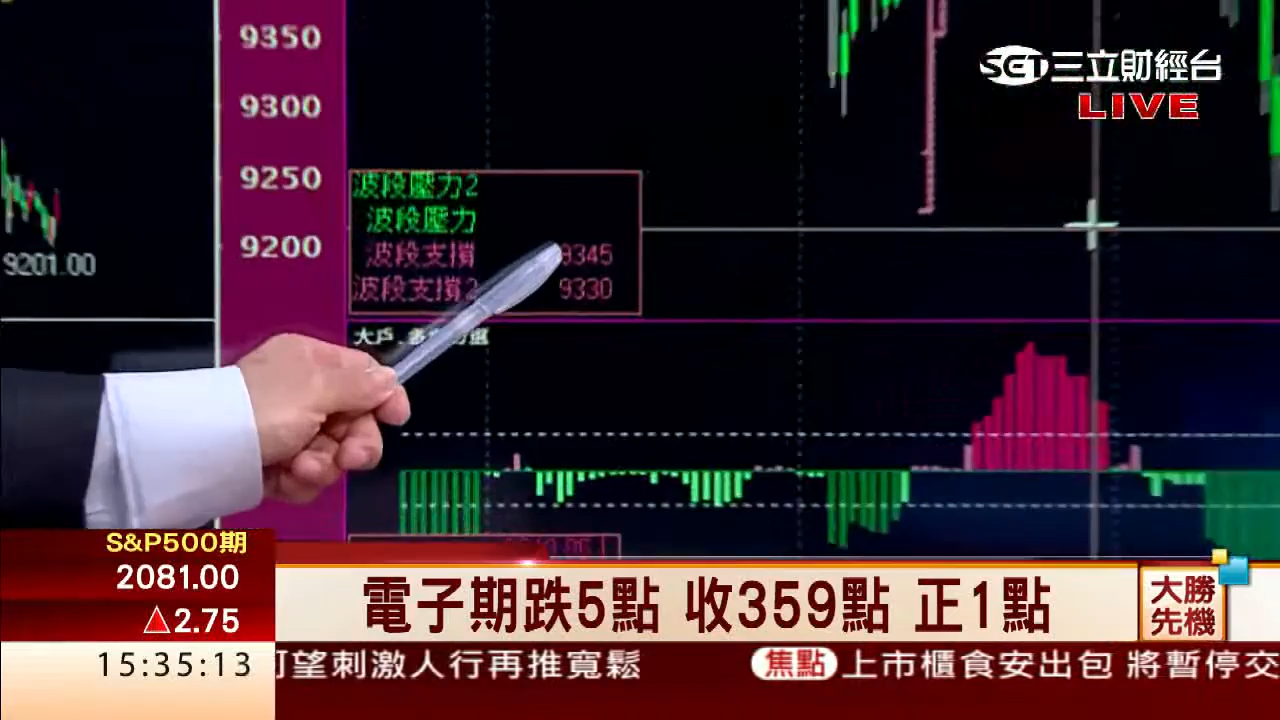 9350
SET三立財經台
LIVE
9300
9250
9200
9201.00
波段壓力2
波段壓力
波段支撐 9345
波段支撐2 9330
大戶
S&P500期
2081.00
△2.75
電子期跌5點 收359點 正1點
大勝
先機
15:35:13
望刺激人行再推寬鬆
焦點 上市櫃食安出包 將暫停交